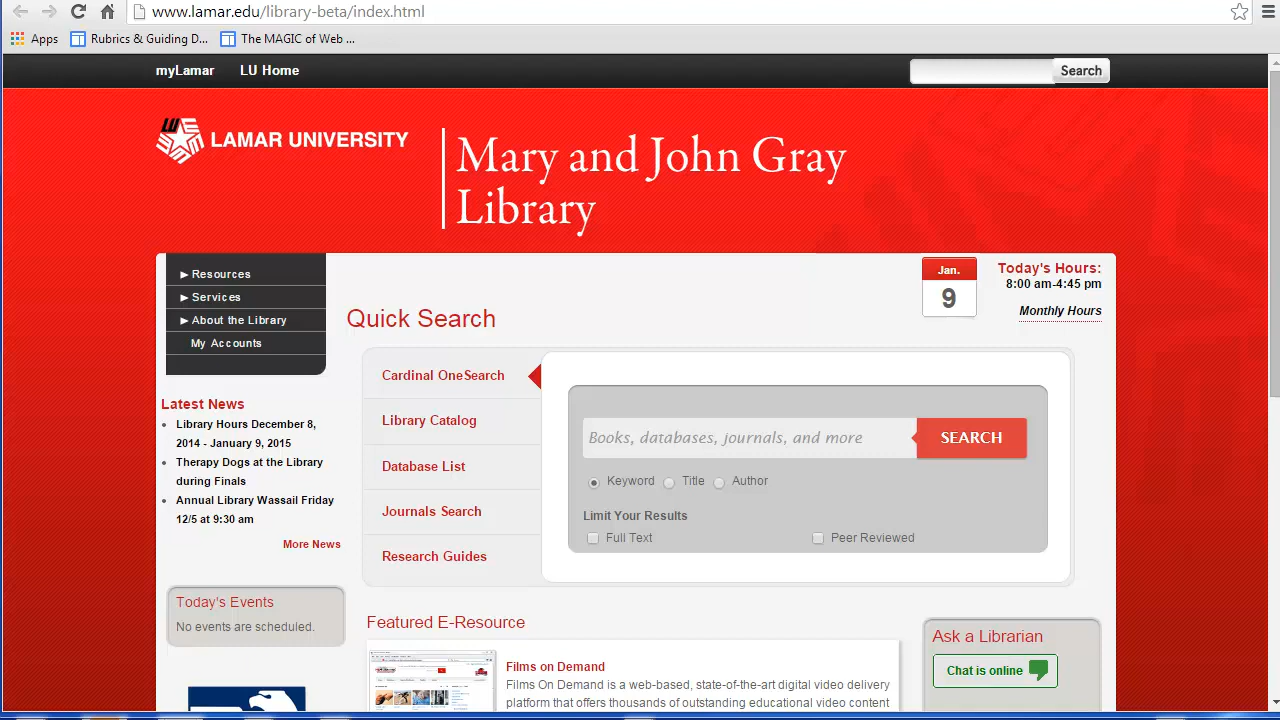 www.lamar.edu/library-beta/index.html
Apps
Rubrics & Guiding D...
The MAGIC of Web ...
myLamar
LU Home
Search
LU
LAMAR UNIVERSITY
Mary and John Gray
Library
Resources
Services
About the Library
My Accounts
Jan.
9
Today's Hours:
8:00 am-4:45 pm
Monthly Hours
Quick Search
Cardinal OneSearch
Library Catalog
Database List
Journals Search
Research Guides
Books, databases, journals, and more
SEARCH
Keyword
Title
Author
Limit Your Results
Full Text
Peer Reviewed
Latest News
Library Hours December 8,
2014 - January 9, 2015
Therapy Dogs at the Library
during Finals
Annual Library Wassail Friday
12/5 at 9:30 am
More News
Today's Events
No events are scheduled.
Featured E-Resource
Films on Demand
Films On Demand is a web-based, state-of-the-art digital video delivery
platform that offers thousands of outstanding educational video content
Ask a Librarian
Chat is online